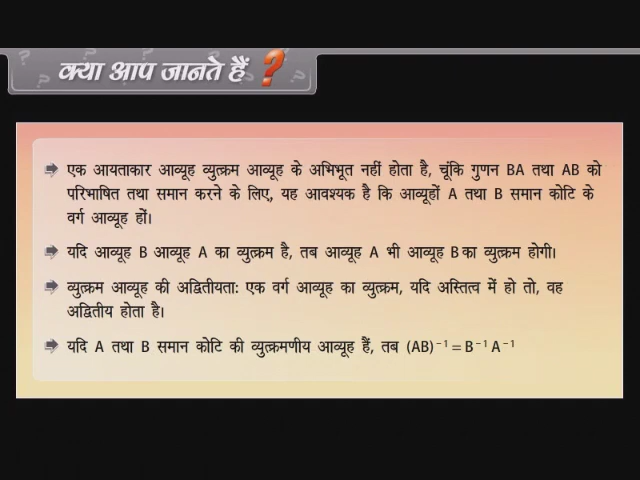 क्या आप जानते हैं ?
एक आयताकार आव्यूह व्युत्क्रम आव्यूह के अभिभूत नहीं होता है, चूंकि गुणन BA तथा AB को
परिभाषित तथा समान करने के लिए, यह आवश्यक है कि आव्यूहों A तथा B समान कोटि के
वर्ग आव्यूह हों।
यदि आव्यूह B आव्यूह A का व्युत्क्रम है, तब आव्यूह A भी आव्यूह B का व्युत्क्रम होगी।
व्युत्क्रम आव्यूह की अद्वितीयता: एक वर्ग आव्यूह का व्युत्क्रम, यदि अस्तित्व में हो तो, वह
अद्वितीय होता है।
यदि A तथा B समान कोटि की व्युत्क्रमणीय आव्यूह हैं, तब (AB)⁻¹ = B⁻¹ A⁻¹